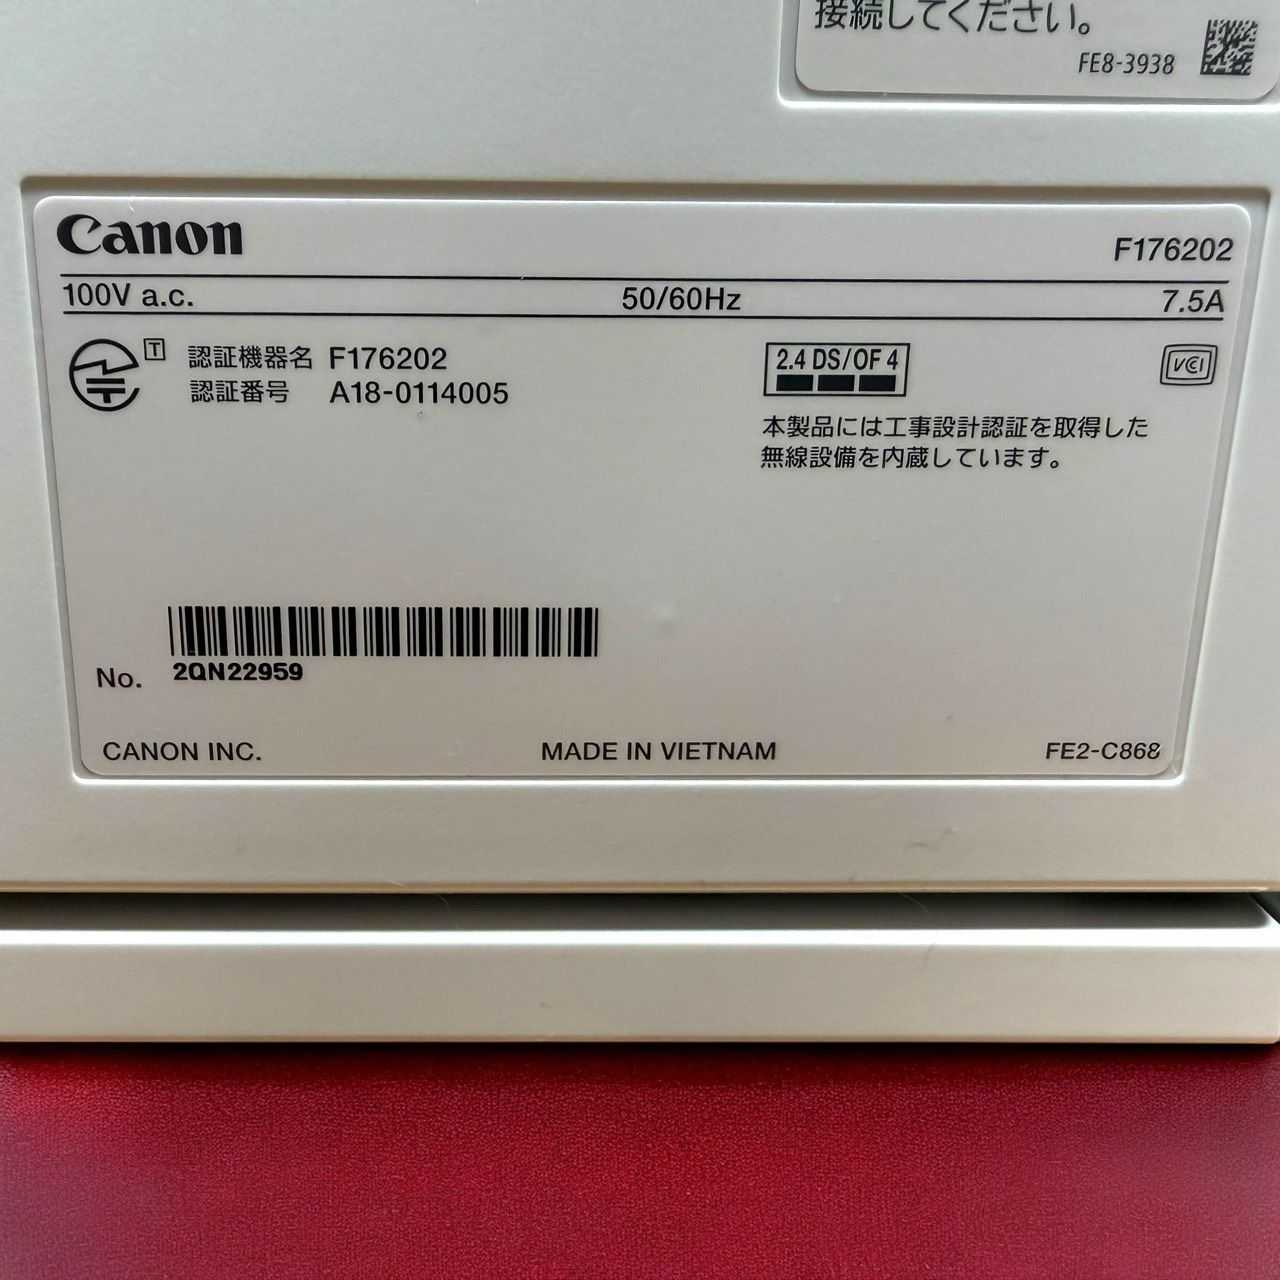 接続してください。
FE8-3938
Canon
F176202
100V a.c. 50/60Hz 7.5A
T 認証機器名 F176202
認証番号 A18-0114005
2.4 DS/OF 4
VCI
本製品には工事設計認証を取得した
無線設備を内蔵しています。
No. 2QN22959
CANON INC. MADE IN VIETNAM FE2-C868